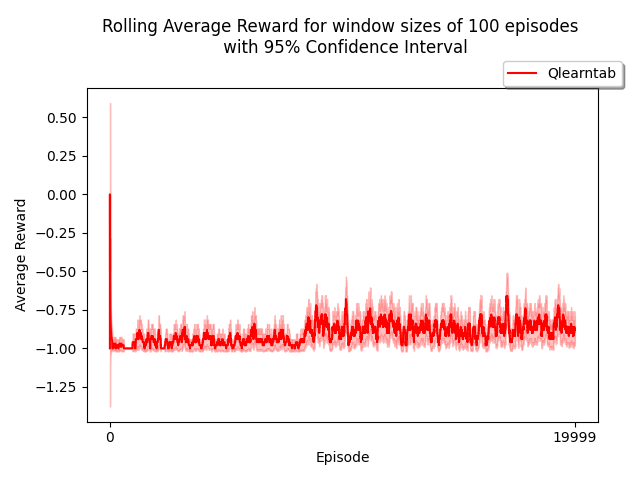 Rolling Average Reward for window sizes of 100 episodes
with 95% Confidence Interval
Qlearntab
0.50
0.25
0.00
−0.25
−0.50
−0.75
−1.00
−1.25
Average Reward
0
19999
Episode